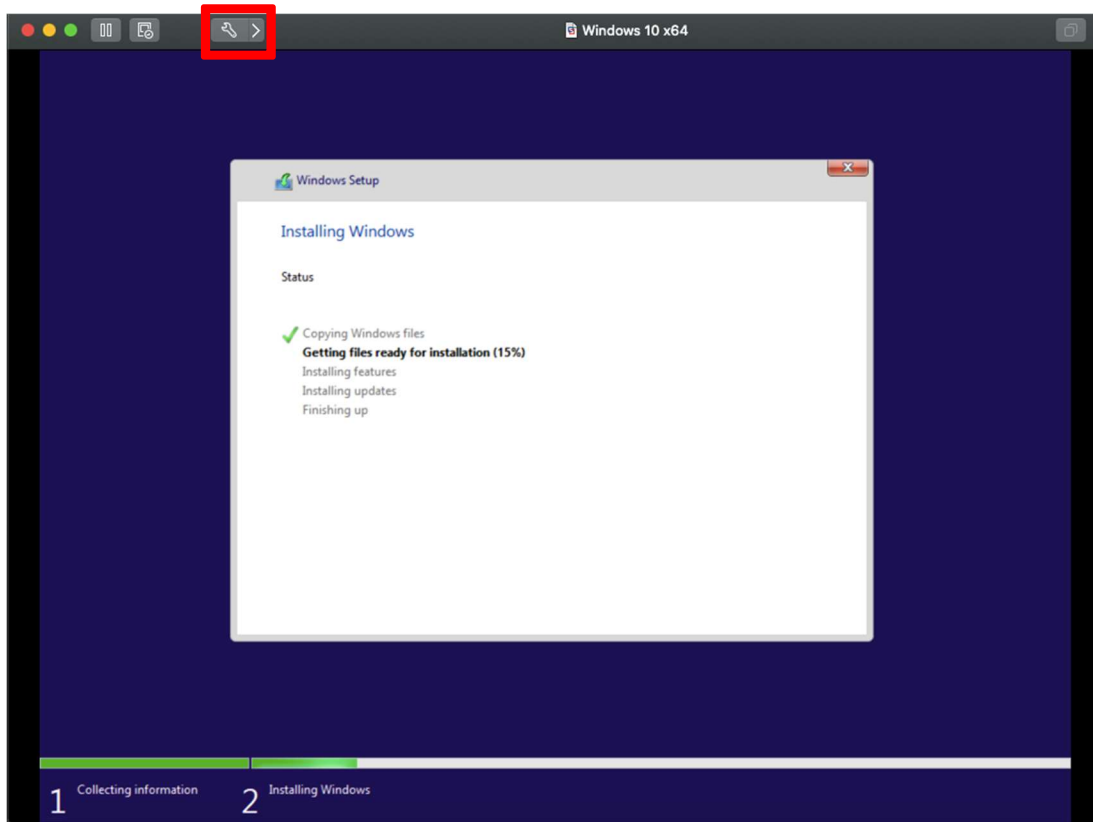 Windows 10 x64
Windows Setup
Installing Windows
Status
Copying Windows files
Getting files ready for installation (15%)
Installing features
Installing updates
Finishing up
1 Collecting information 2 Installing Windows